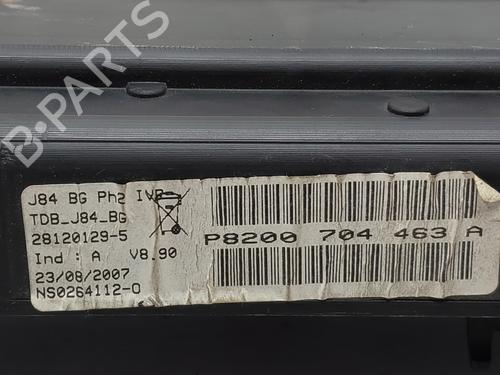 B-PARTS
J84 BG Ph2 IVR
TDB_J84_BG
28120129-5
Ind : A V8.90
23/08/2007
NS0264112-0
P8200 704 463 A